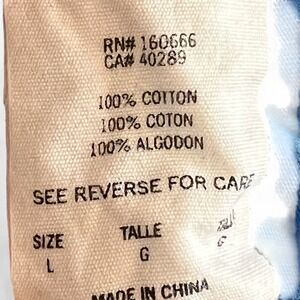 RN# 160666
CA# 40289
100% COTTON
100% COTON
100% ALGODON
SEE REVERSE FOR CARE
SIZE TALLE
L G G
MADE IN CHINA